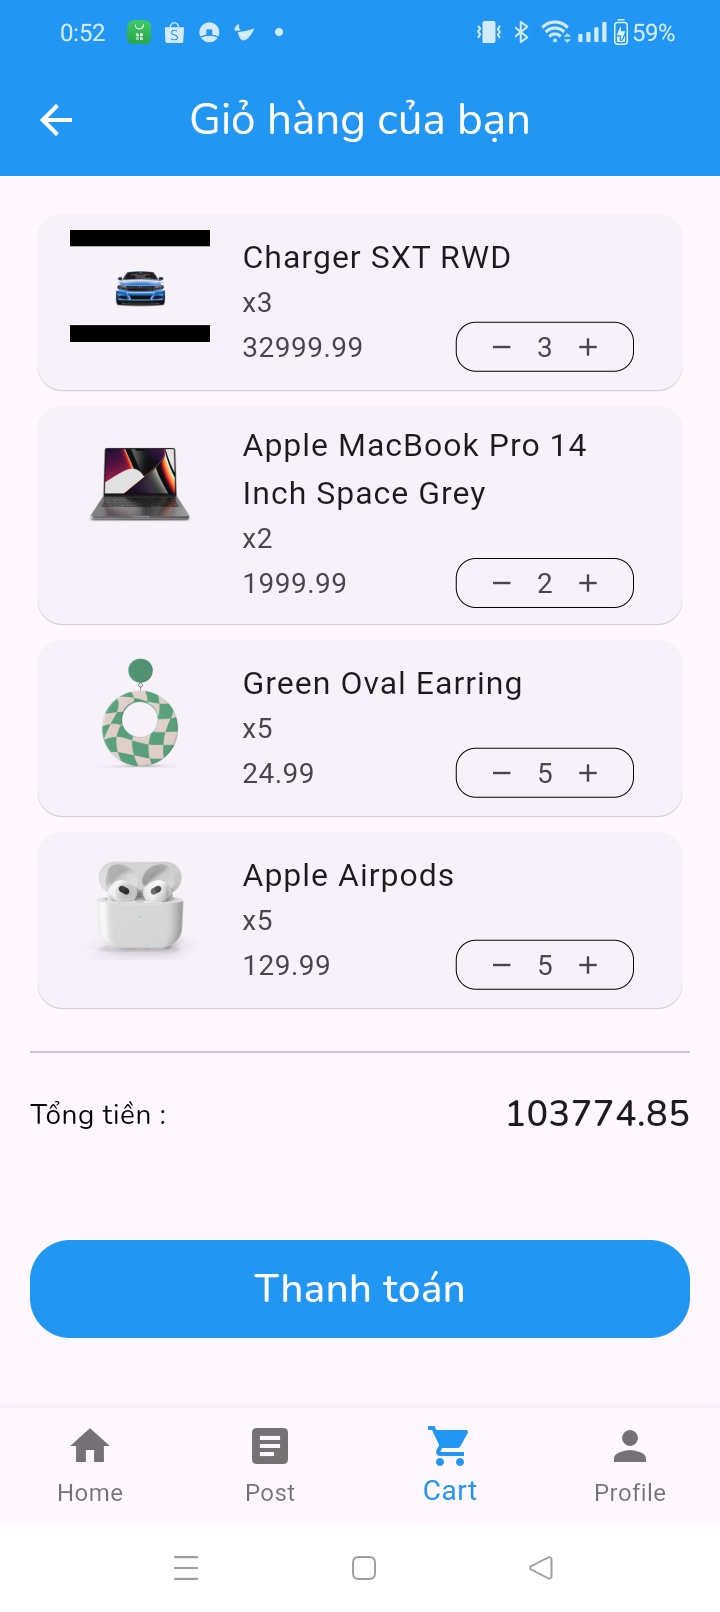 0:52
59%
Giỏ hàng của bạn
Charger SXT RWD
x3
32999.99
3
Apple MacBook Pro 14
Inch Space Grey
x2
1999.99
2
Green Oval Earring
x5
24.99
5
Apple Airpods
x5
129.99
5
Tổng tiền :
103774.85
Thanh toán
Home
Post
Cart
Profile